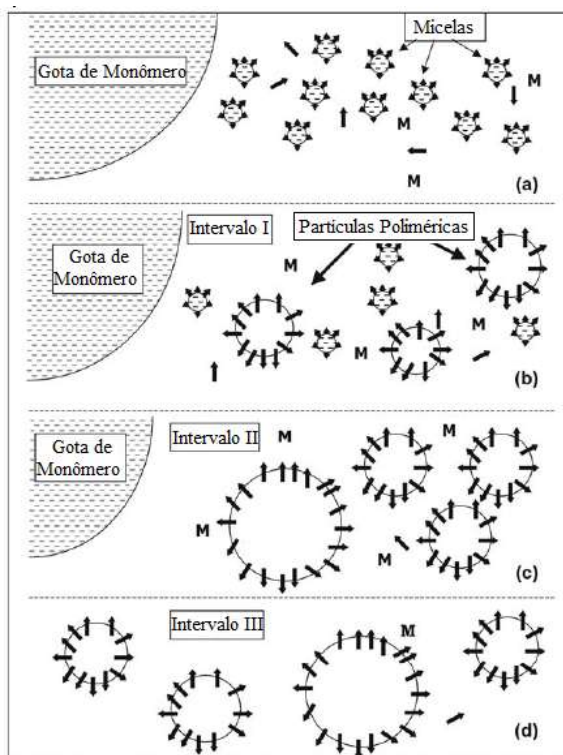 Micelas
Gota de Monômero
M
M
M
(a)
Intervalo I
Partículas Poliméricas
Gota de
Monômero
M
M
M
(b)
Gota de
Monômero
Intervalo II
M
M
M
M
(c)
Intervalo III
M
(d)